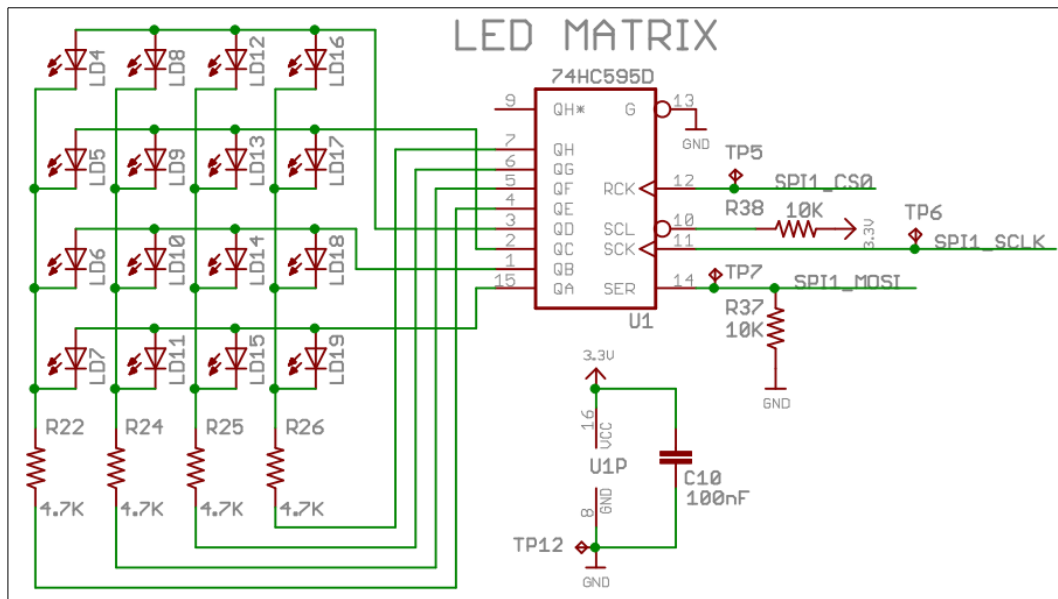 LED MATRIX
LD4
LD8
LD12
LD16
LD5
LD9
LD13
LD17
LD6
LD10
LD14
LD18
LD7
LD11
LD15
LD19
R22
R24
R25
R26
4.7K
4.7K
4.7K
4.7K
74HC595D
9 QH* G 13
GND
7 QH
6 QG
5 QF RCK 12
4 QE
3 QD SCL 10
2 QC SCK 11
1 QB
15 QA SER 14
U1
TP5
SPI1_CS0
R38 10K
3.3V
TP6
SPI1_SCLK
TP7
SPI1_MOSI
R37
10K
GND
3.3V
16 VCC
U1P
8 GND
C10
100nF
TP12
GND